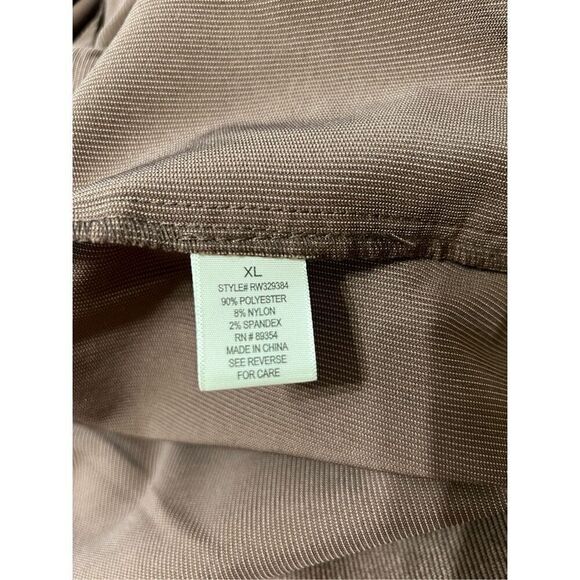 XL
STYLE# RW329384
90% POLYESTER
8% NYLON
2% SPANDEX
RN # 89354
MADE IN CHINA
SEE REVERSE
FOR CARE